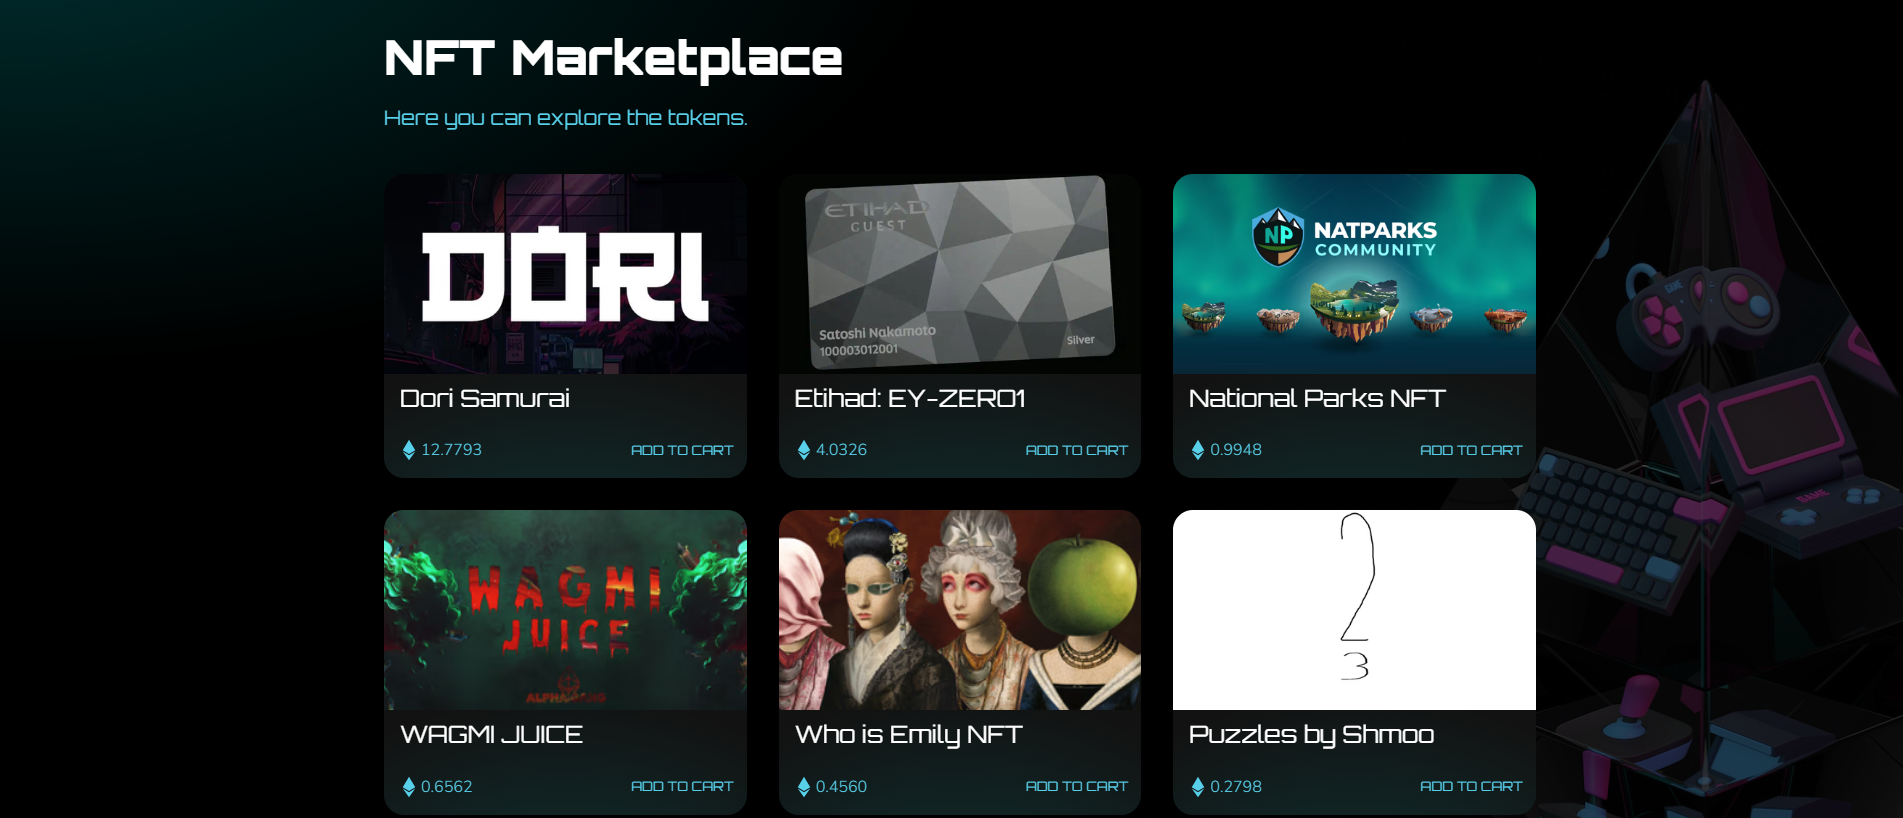 NFT Marketplace
Here you can explore the tokens.
DORI
Dori Samurai
12.7793
ADD TO CART
ETIHAD
GUEST
Satoshi Nakamoto
100003012001
Silver
Etihad: EY-ZERO1
4.0326
ADD TO CART
NP
NATPARKS
COMMUNITY
National Parks NFT
0.9948
ADD TO CART
WAGMI
JUICE
WAGMI JUICE
0.6562
ADD TO CART
Who is Emily NFT
0.4560
ADD TO CART
2
3
Puzzles by Shmoo
0.2798
ADD TO CART
GAME
GAME